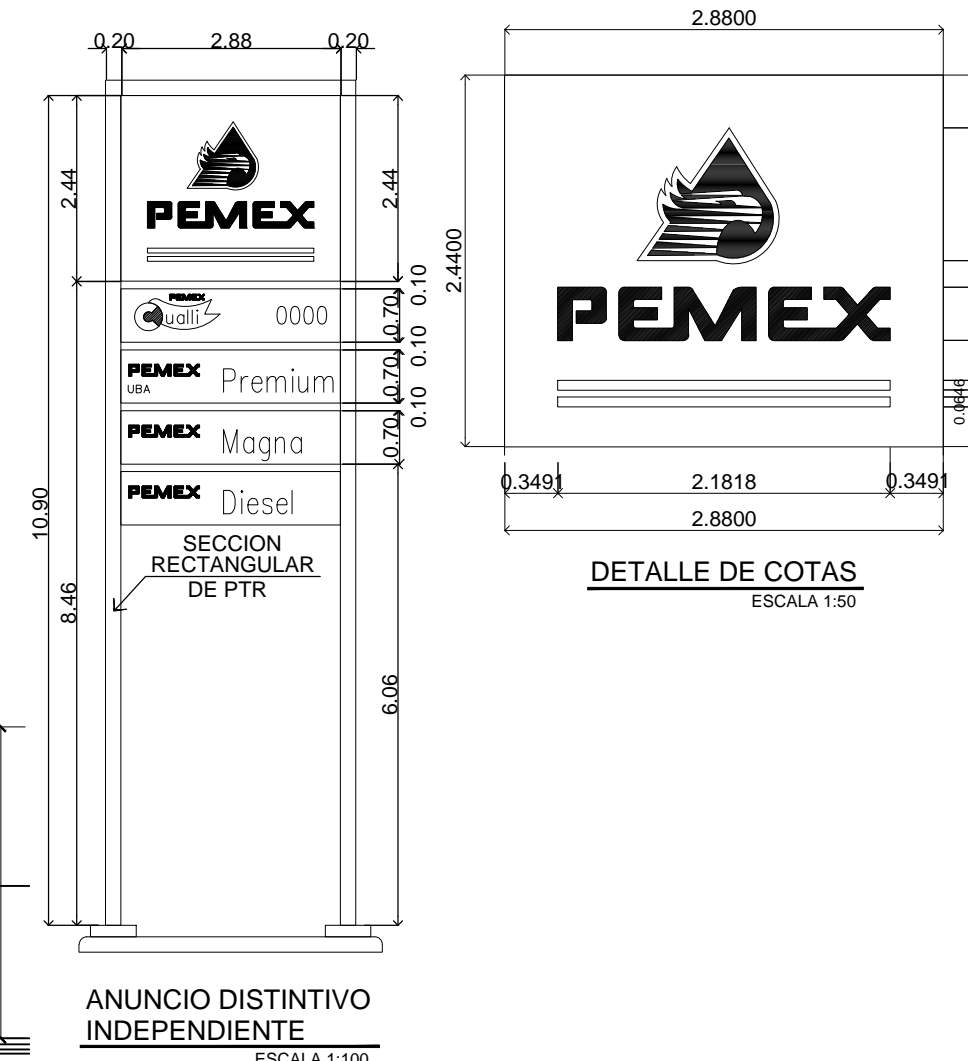 0.20 2.88 0.20
2.44
2.44
PEMEX
0.10
PEMEX
Qualli 0000
0.70
0.10
PEMEX
UBA
Premium
0.70
0.10
PEMEX
Magna
0.70
PEMEX
Diesel
SECCION
RECTANGULAR
DE PTR
10.90
8.46
6.06
ANUNCIO DISTINTIVO
INDEPENDIENTE
ESCALA 1:100
2.8800
2.4400
PEMEX
0.0646
0.3491 2.1818 0.3491
2.8800
DETALLE DE COTAS
ESCALA 1:50